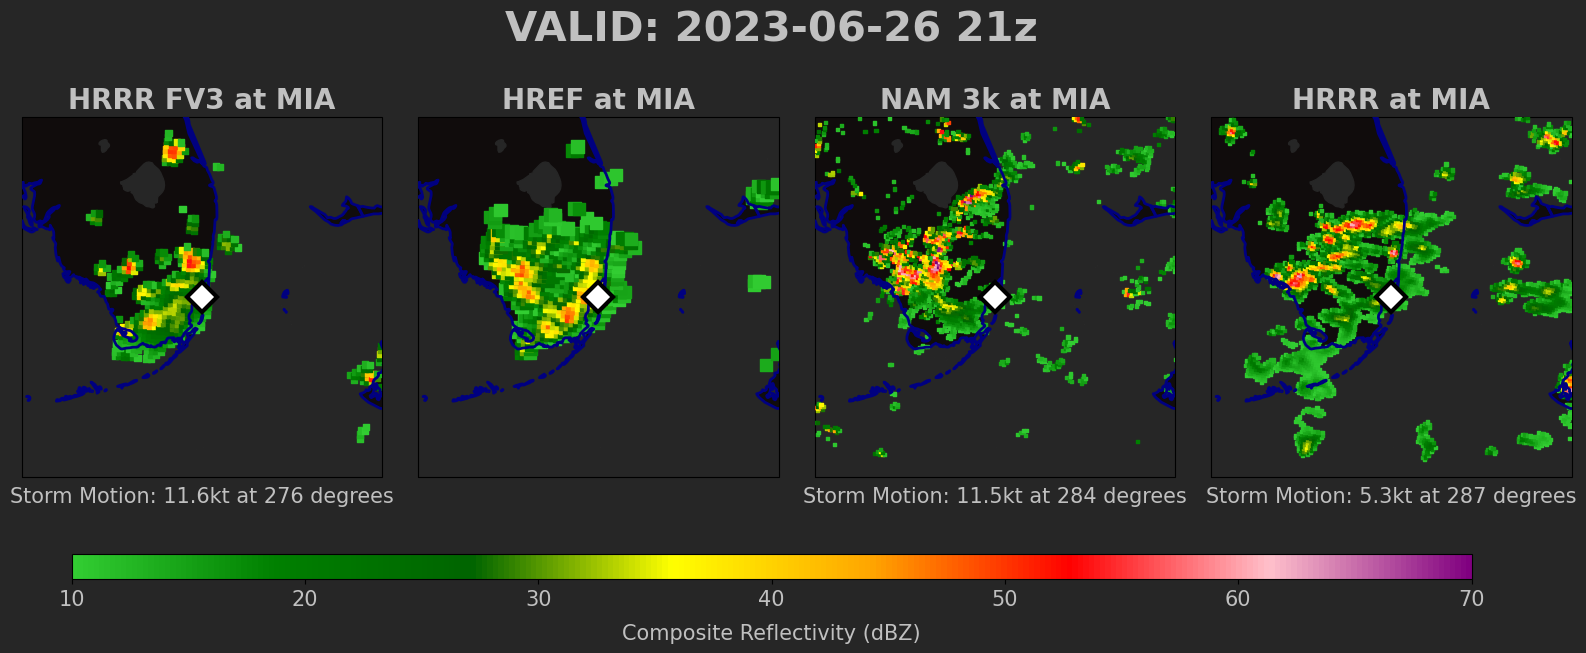 VALID: 2023-06-26 21z
HRRR FV3 at MIA
HREF at MIA
NAM 3k at MIA
HRRR at MIA
Storm Motion: 11.6kt at 276 degrees
Storm Motion: 11.5kt at 284 degrees
Storm Motion: 5.3kt at 287 degrees
10 20 30 40 50 60 70
Composite Reflectivity (dBZ)